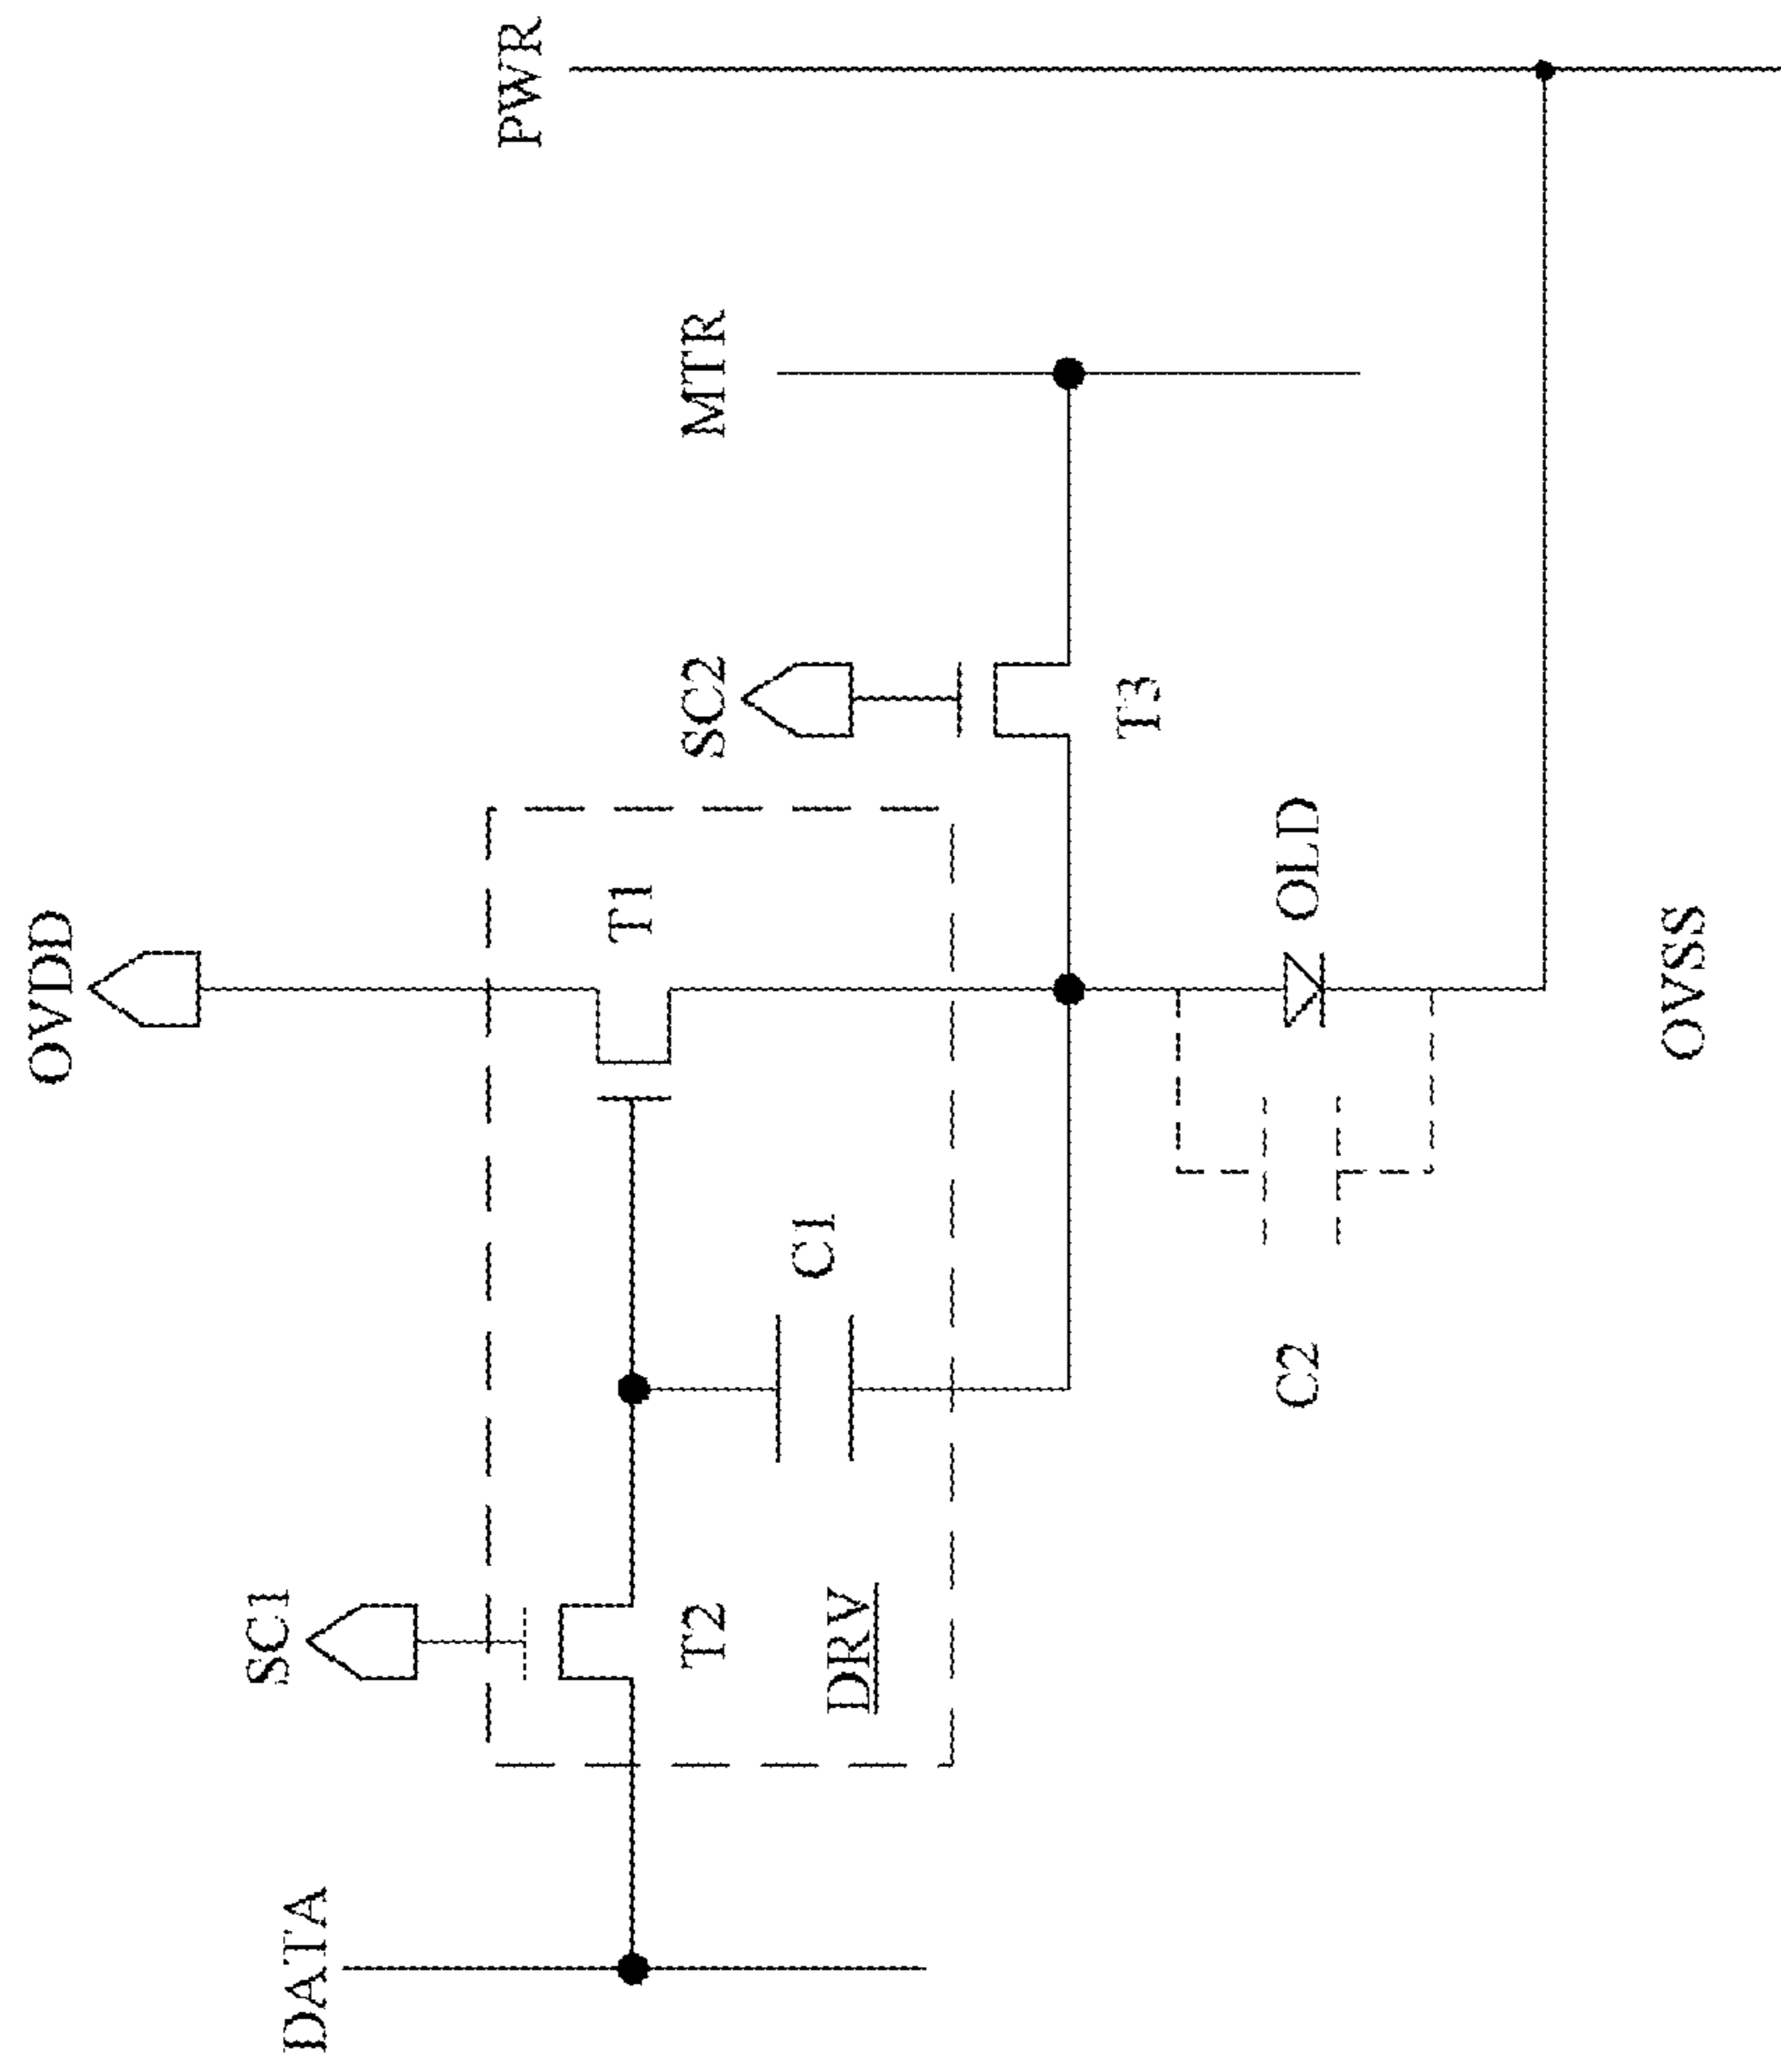 OVDD
PWR
SC1
DATA
T1
MTR
SC2
T2
C1
DRV
T3
OLD
C2
OVSS